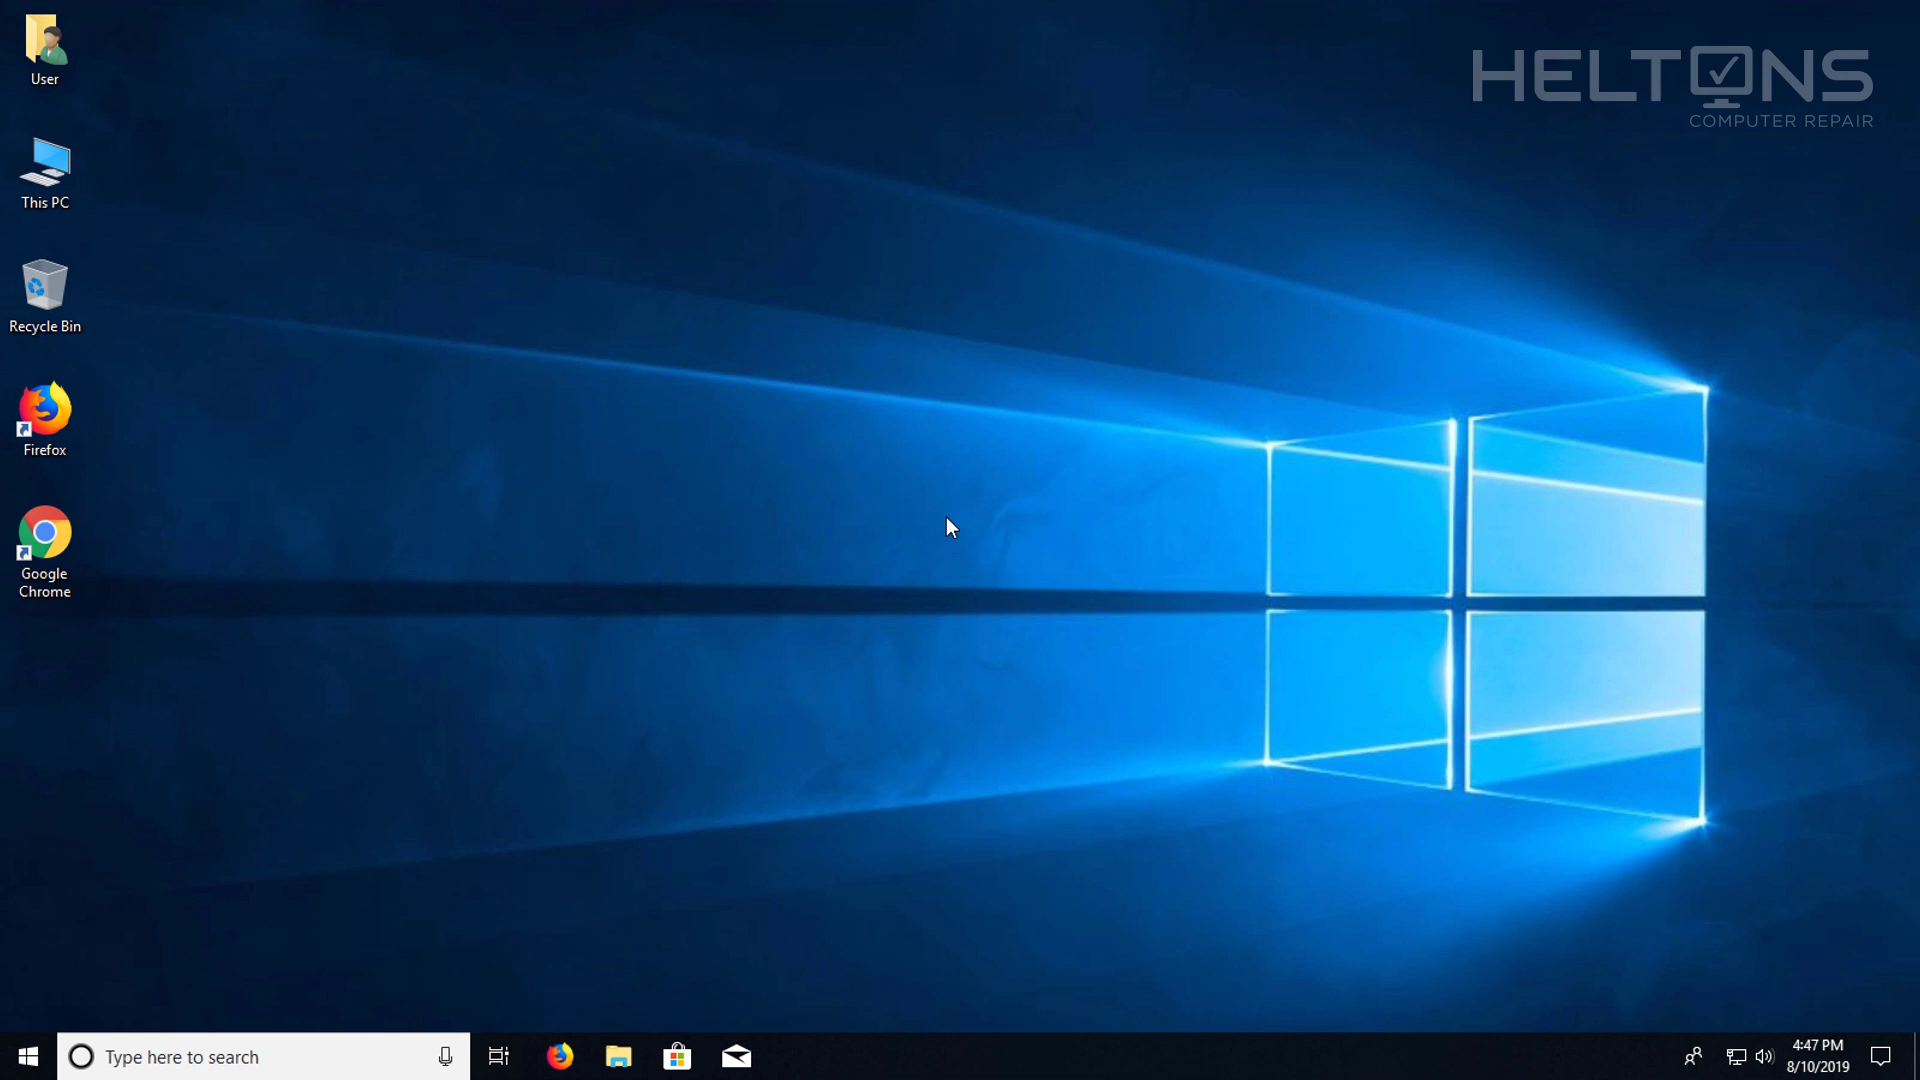 User
This PC
Recycle Bin
Firefox
Google
Chrome
HELTONS
COMPUTER REPAIR
Type here to search
4:47 PM
8/10/2019